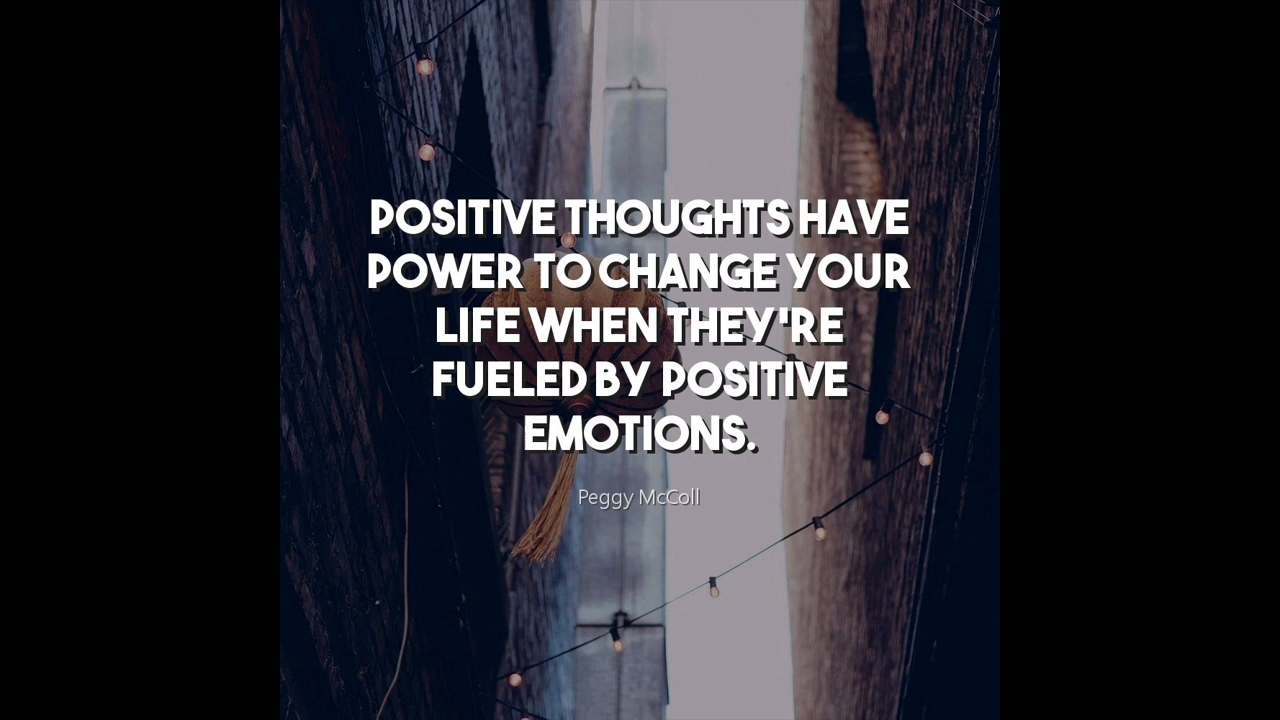 POSITIVE THOUGHTS HAVE
POWER TO CHANGE YOUR
LIFE WHEN THEY'RE
FUELED BY POSITIVE
EMOTIONS.
Peggy McColl